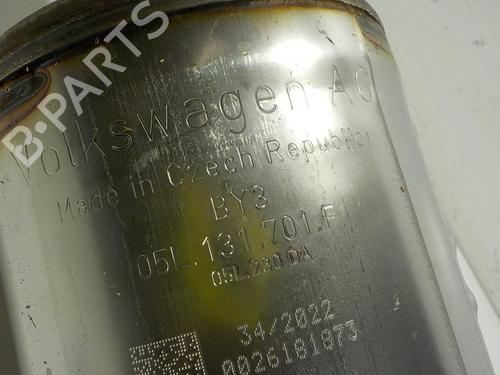 B-PARTS
Volkswagen AG
Made in Czech Republic
BY3
05L.131.701.F
05L.230.DA
34/2022
0026181873